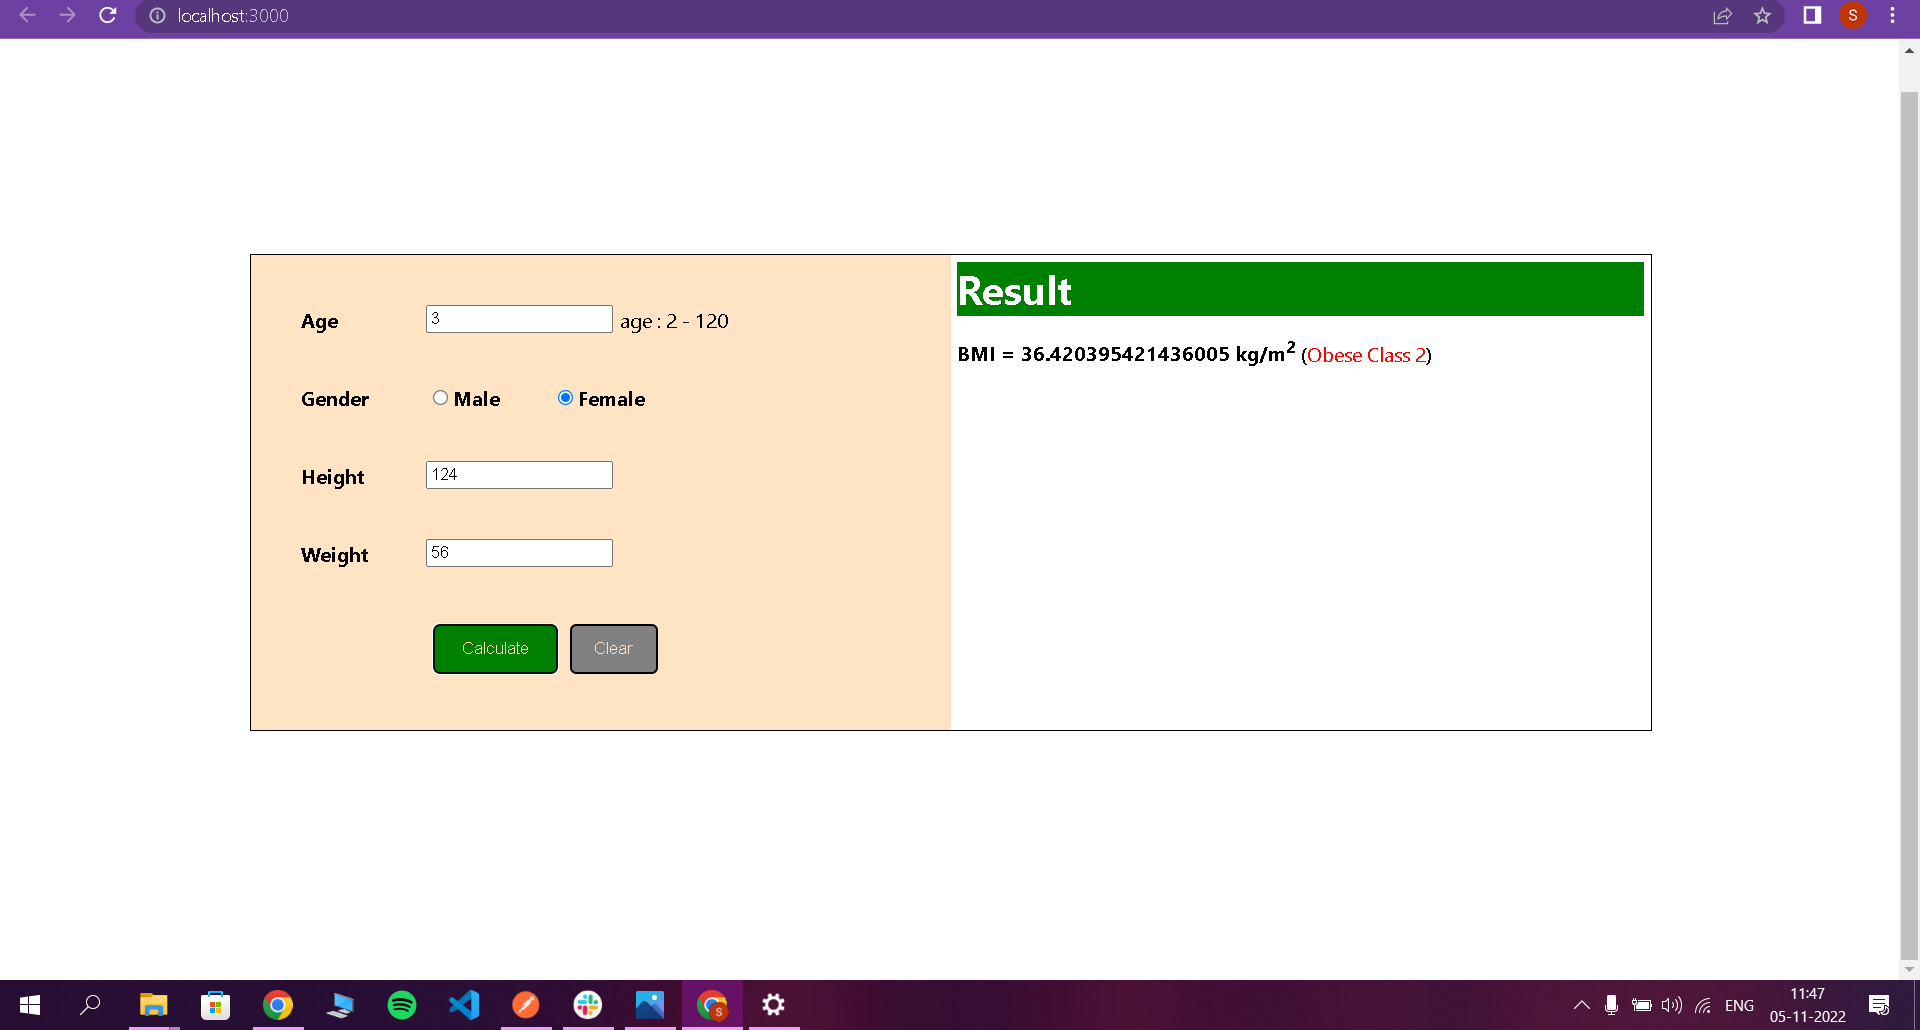 localhost:3000
S
Age 3 age : 2 - 120
Gender Male Female
Height 124
Weight 56
Calculate Clear
Result
BMI = 36.420395421436005 kg/m2 (Obese Class 2)
S
ENG
11:47
05-11-2022